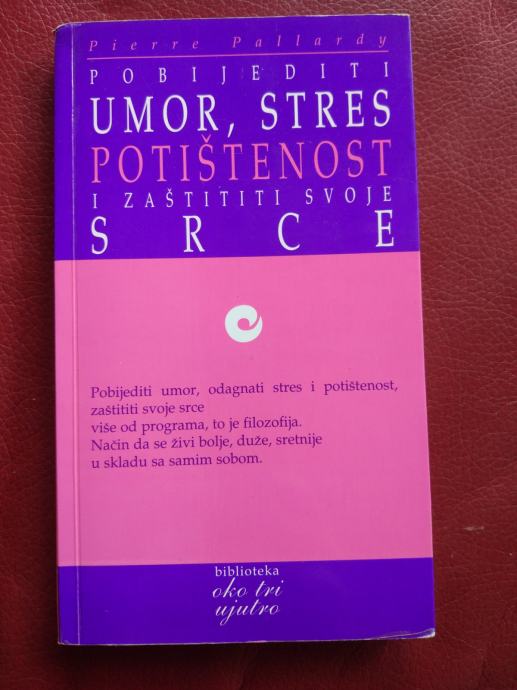 Pierre Pallardy
POBIJEDITI
UMOR, STRES
POTIŠTENOST
I ZAŠTITITI SVOJE
SRCE
Pobijediti umor, odagnati stres i potištenost,
zaštititi svoje srce
više od programa, to je filozofija.
Način da se živi bolje, duže, sretnije
u skladu sa samim sobom.
biblioteka
oko tri
ujutro